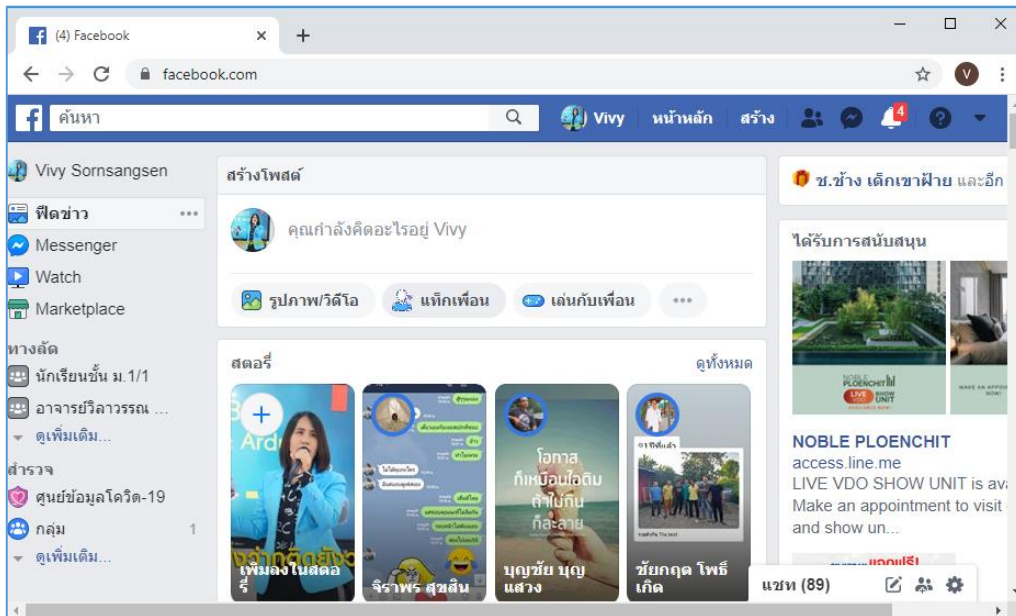 (4) Facebook
facebook.com
V
ค้นหา
Vivy หน้าหลัก สร้าง 4
Vivy Sornsangsen
ฟีดข่าว
Messenger
Watch
Marketplace
ทางลัด
นักเรียนชั้น ม.1/1
อาจารย์วิลาวรรณ ...
ดูเพิ่มเติม...
สำรวจ
ศูนย์ข้อมูลโควิด-19
กลุ่ม 1
ดูเพิ่มเติม...
สร้างโพสต์
คุณกำลังคิดอะไรอยู่ Vivy
รูปภาพ/วิดีโอ แท็กเพื่อน เล่นกับเพื่อน
สตอรี่ ดูทั้งหมด
เพิ่มลงในสตอ
รี่
จิราพร สุขสิน
โอกาส
ก็เหมือนไอติม
ถ้าไม่กิน
ก็ละลาย
บุญชัย บุญ
แสวง
ชัยกฤต โพธิ์
เกิด
ช.ช้าง เด็กเขาฝ้าย และอีก
ได้รับการสนับสนุน
NOBLE
PLOENCHIT
LIVE VDO SHOW
UNIT
NOBLE PLOENCHIT
access.line.me
LIVE VDO SHOW UNIT is ava
Make an appointment to visit
and show un...
แชท (89)